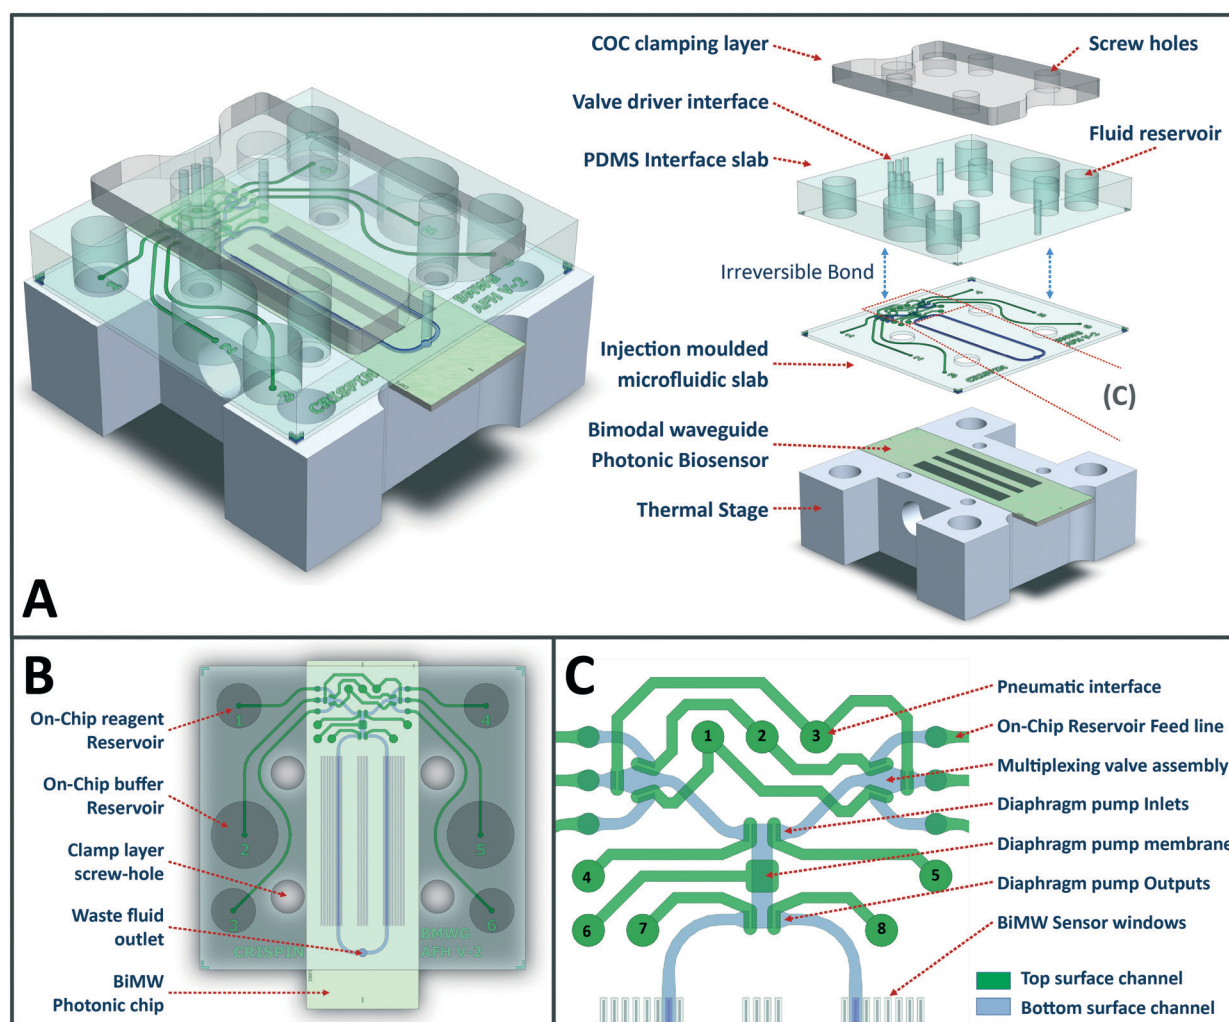 COC clamping layer
Screw holes
Valve driver interface
Fluid reservoir
PDMS Interface slab
Irreversible Bond
Injection moulded
microfluidic slab
(C)
Bimodal waveguide
Photonic Biosensor
Thermal Stage
1
2
3
CRISPIN
A
B
On-Chip reagent
Reservoir
On-Chip buffer
Reservoir
Clamp layer
screw-hole
Waste fluid
outlet
BiMW
Photonic chip
1
4
2
5
3
6
CRISPIN
BMWG
AFH V-2
C
Pneumatic interface
On-Chip Reservoir Feed line
Multiplexing valve assembly
Diaphragm pump Inlets
Diaphragm pump membrane
Diaphragm pump Outputs
BiMW Sensor windows
1
2
3
4
5
6
7
8
Top surface channel
Bottom surface channel